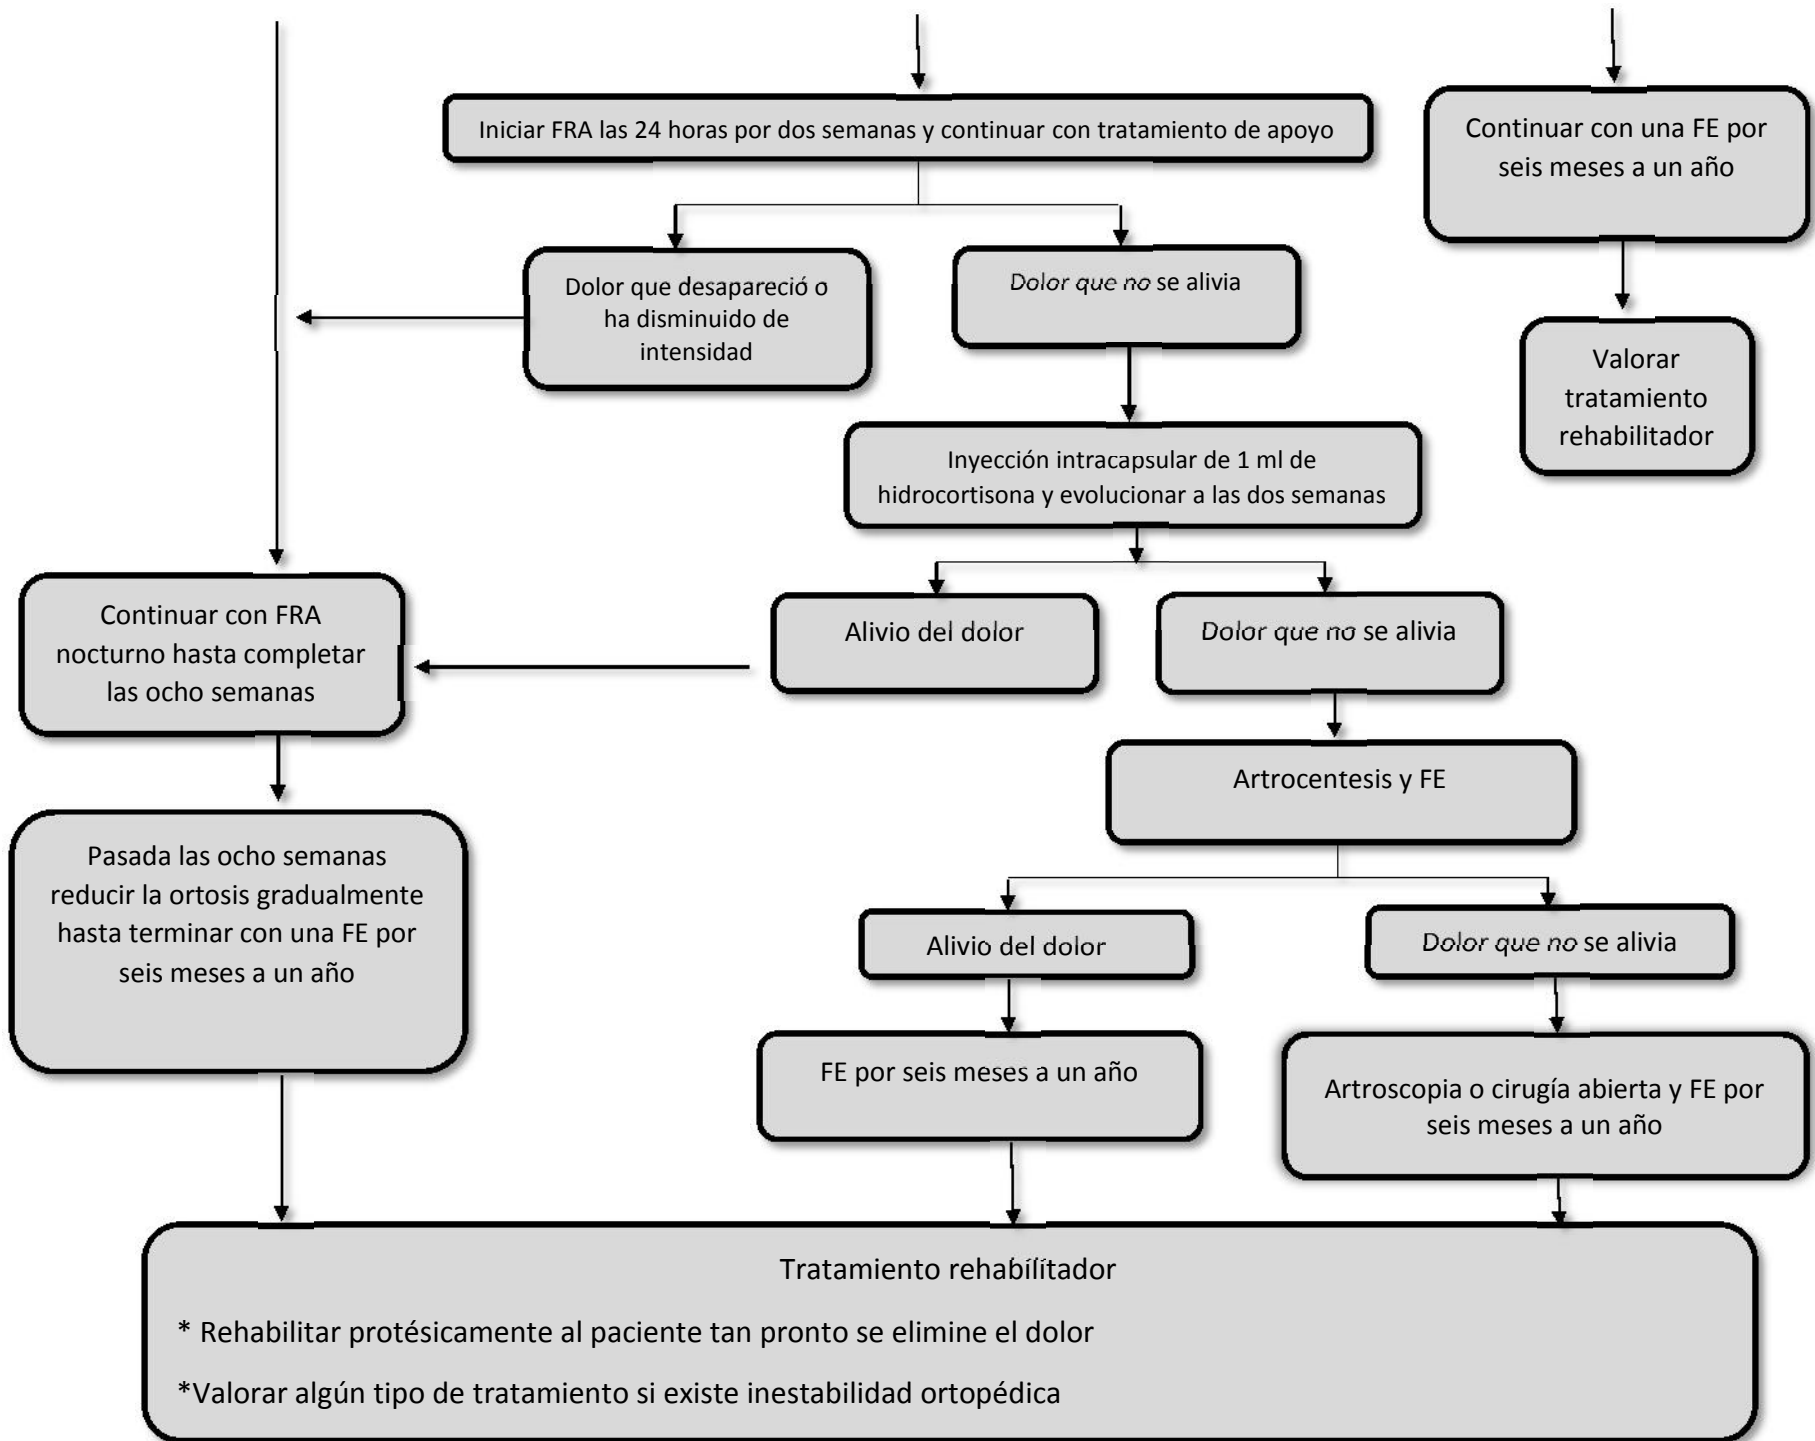 Iniciar FRA las 24 horas por dos semanas y continuar con tratamiento de apoyo
Continuar con una FE por
seis meses a un año
Dolor que desapareció o
ha disminuido de
intensidad
Dolor que no se alivia
Valorar
tratamiento
rehabilitador
Inyección intracapsular de 1 ml de
hidrocortisona y evolucionar a las dos semanas
Continuar con FRA
nocturno hasta completar
las ocho semanas
Alivio del dolor
Dolor que no se alivia
Artrocentesis y FE
Pasada las ocho semanas
reducir la ortosis gradualmente
hasta terminar con una FE por
seis meses a un año
Alivio del dolor
Dolor que no se alivia
FE por seis meses a un año
Artroscopia o cirugía abierta y FE por
seis meses a un año
Tratamiento rehabilitador
* Rehabilitar protésicamente al paciente tan pronto se elimine el dolor
*Valorar algún tipo de tratamiento si existe inestabilidad ortopédica